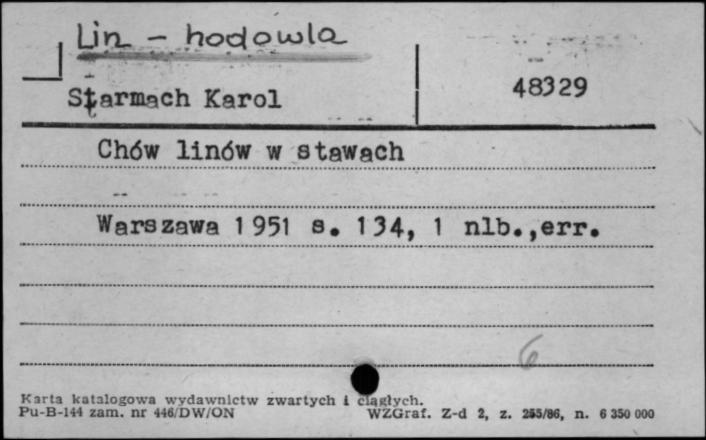 Lin - hodowla
48329
Starmach Karol
Chów linów w stawach
Warszawa 1951 s. 134, 1 nlb.,err.
6
Karta katalogowa wydawnictw zwartych i ciągłych.
Pu-B-144 zam. nr 446/DW/ON WZGraf. Z-d 2, z. 255/86, n. 6 350 000